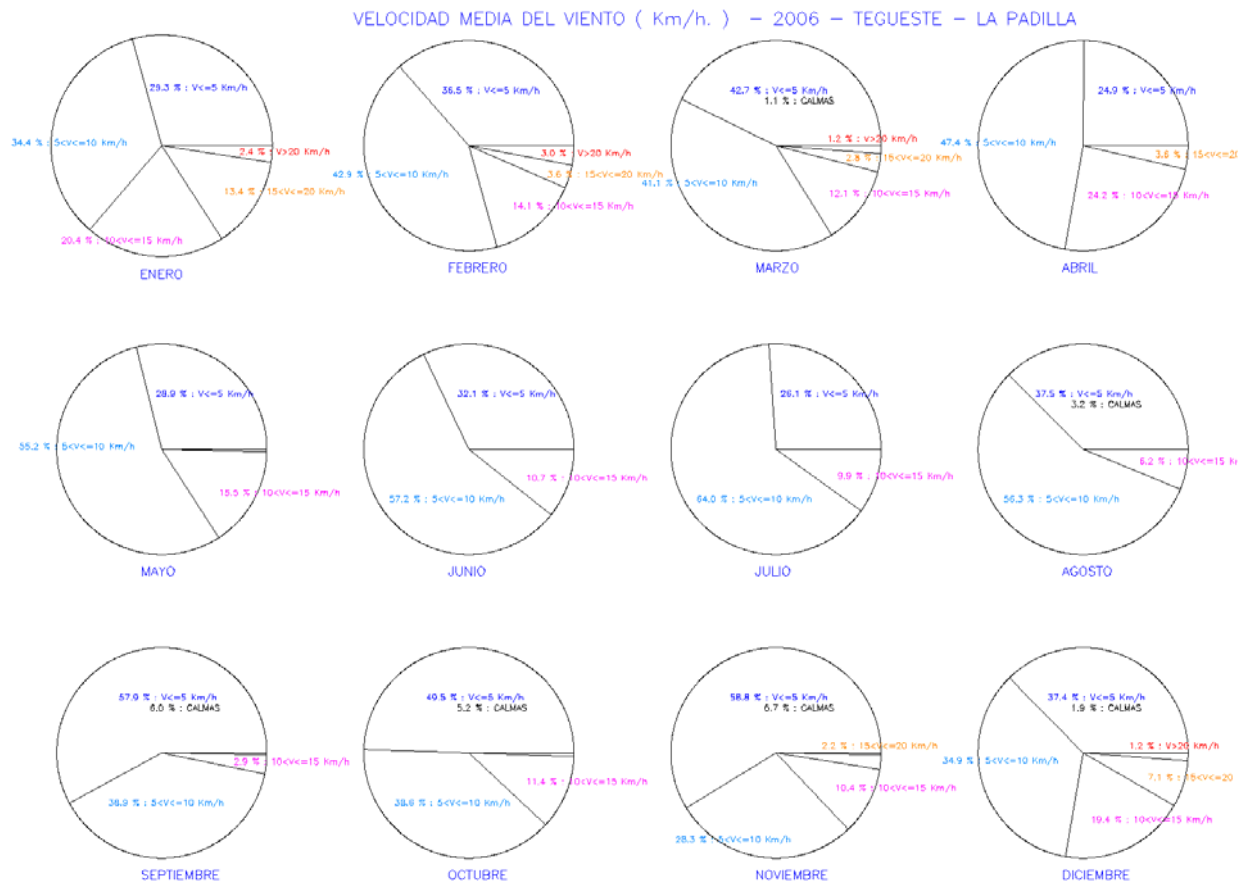 VELOCIDAD MEDIA DEL VIENTO ( Km/h. ) - 2006 - TEGUESTE - LA PADILLA
29.3 % : V<=5 Km/h
34.4 % : 5<v<=10 Km/h
2.4 % : V>20 Km/h
13.4 % : 15<v<=20 Km/h
20.4 % : 10<v<=15 Km/h
ENERO
36.5 % : V<=5 Km/h
3.0 % : V>20 Km/h
42.9 % : 5<v<=10 Km/h
3.6 % : 15<v<=20 Km/h
14.1 % : 10<v<=15 Km/h
FEBRERO
42.7 % : V<=5 Km/h
1.1 % : CALMAS
1.2 % : v>20 Km/h
2.8 % : 15<v<=20 Km/h
41.1 % : 5<v<=10 Km/h
12.1 % : 10<v<=15 Km/h
MARZO
24.9 % : V<=5 Km/h
47.4 % : 5<v<=10 Km/h
3.6 % : 15<v<=20
24.2 % : 10<v<=15 Km/h
ABRIL
28.9 % : V<=5 Km/h
55.2 % : 5<v<=10 Km/h
15.5 % : 10<v<=15 Km/h
MAYO
32.1 % : V<=5 Km/h
10.7 % : 10<v<=15 Km/h
57.2 % : 5<v<=10 Km/h
JUNIO
26.1 % : V<=5 Km/h
9.9 % : 10<v<=15 Km/h
64.0 % : 5<v<=10 Km/h
JULIO
37.5 % : V<=5 Km/h
3.2 % : CALMAS
6.2 % : 10<v<=15 Km
56.3 % : 5<v<=10 Km/h
AGOSTO
57.9 % : V<=5 Km/h
6.0 % : CALMAS
2.9 % : 10<v<=15 Km/h
38.9 % : 5<v<=10 Km/h
SEPTIEMBRE
49.5 % : V<=5 Km/h
5.2 % : CALMAS
11.4 % : 10<v<=15 Km/h
38.6 % : 5<v<=10 Km/h
OCTUBRE
58.8 % : V<=5 Km/h
6.7 % : CALMAS
2.2 % : 15<v<=20 Km/h
10.4 % : 10<v<=15 Km/h
28.3 % : 5<v<=10 Km/h
NOVIEMBRE
37.4 % : V<=5 Km/h
1.9 % : CALMAS
1.2 % : V>20 Km/h
34.9 % : 5<v<=10 Km/h
7.1 % : 15<v<=20
19.4 % : 10<v<=15 Km/h
DICIEMBRE